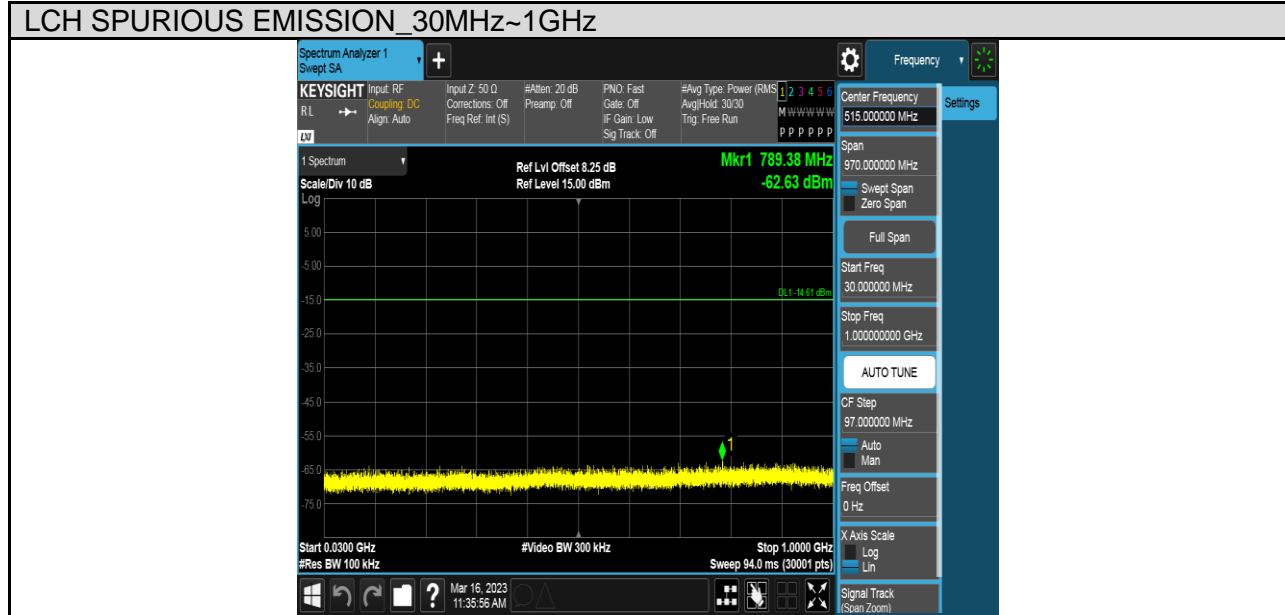 LCH SPURIOUS EMISSION_30MHz~1GHz
Spectrum Analyzer 1
Swept SA
Frequency
KEYSIGHT
RL
LXI
Input: RF
Coupling: DC
Align: Auto
Input Z: 50 Ω
Corrections: Off
Freq Ref: Int (S)
#Atten: 20 dB
Preamp: Off
PNO: Fast
Gate: Off
IF Gain: Low
Sig Track: Off
#Avg Type: Power (RMS
Avg|Hold: 30/30
Trig: Free Run
1 2 3 4 5 6
M W W W W W
P P P P P P
1 Spectrum
Scale/Div 10 dB
Log
Ref Lvl Offset 8.25 dB
Ref Level 15.00 dBm
Mkr1 789.38 MHz
-62.63 dBm
5.00
-5.00
-15.0
DL1 -14.61 dBm
-25.0
-35.0
-45.0
-55.0
1
-65.0
-75.0
Start 0.0300 GHz
#Res BW 100 kHz
#Video BW 300 kHz
Stop 1.0000 GHz
Sweep 94.0 ms (30001 pts)
Mar 16, 2023
11:35:56 AM
Settings
Center Frequency
515.000000 MHz
Span
970.000000 MHz
Swept Span
Zero Span
Full Span
Start Freq
30.000000 MHz
Stop Freq
1.000000000 GHz
AUTO TUNE
CF Step
97.000000 MHz
Auto
Man
Freq Offset
0 Hz
X Axis Scale
Log
Lin
Signal Track
(Span Zoom)